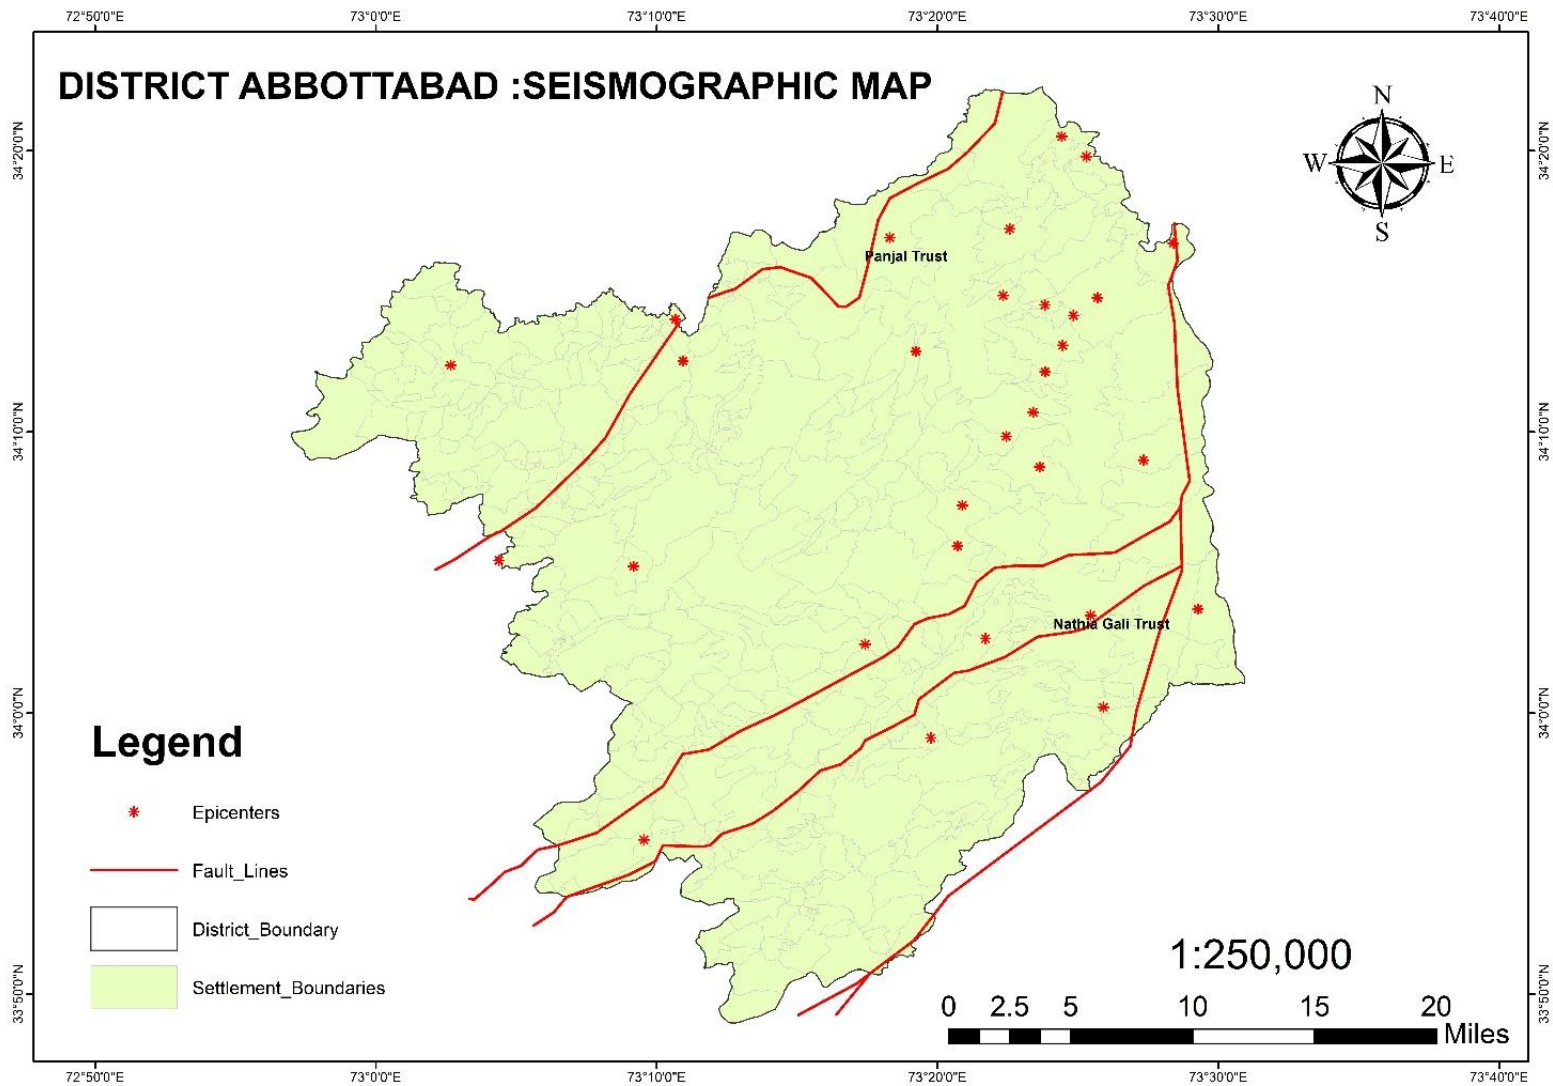 72°50'0"E 73°0'0"E 73°10'0"E 73°20'0"E 73°30'0"E 73°40'0"E
DISTRICT ABBOTTABAD :SEISMOGRAPHIC MAP
N
W E
S
34°20'0"N 34°20'0"N
Panjal Trust
34°10'0"N 34°10'0"N
Nathia Gali Trust
34°0'0"N 34°0'0"N
Legend
Epicenters
Fault_Lines
District_Boundary
Settlement_Boundaries
1:250,000
0 2.5 5 10 15 20
Miles
33°50'0"N 33°50'0"N
72°50'0"E 73°0'0"E 73°10'0"E 73°20'0"E 73°30'0"E 73°40'0"E